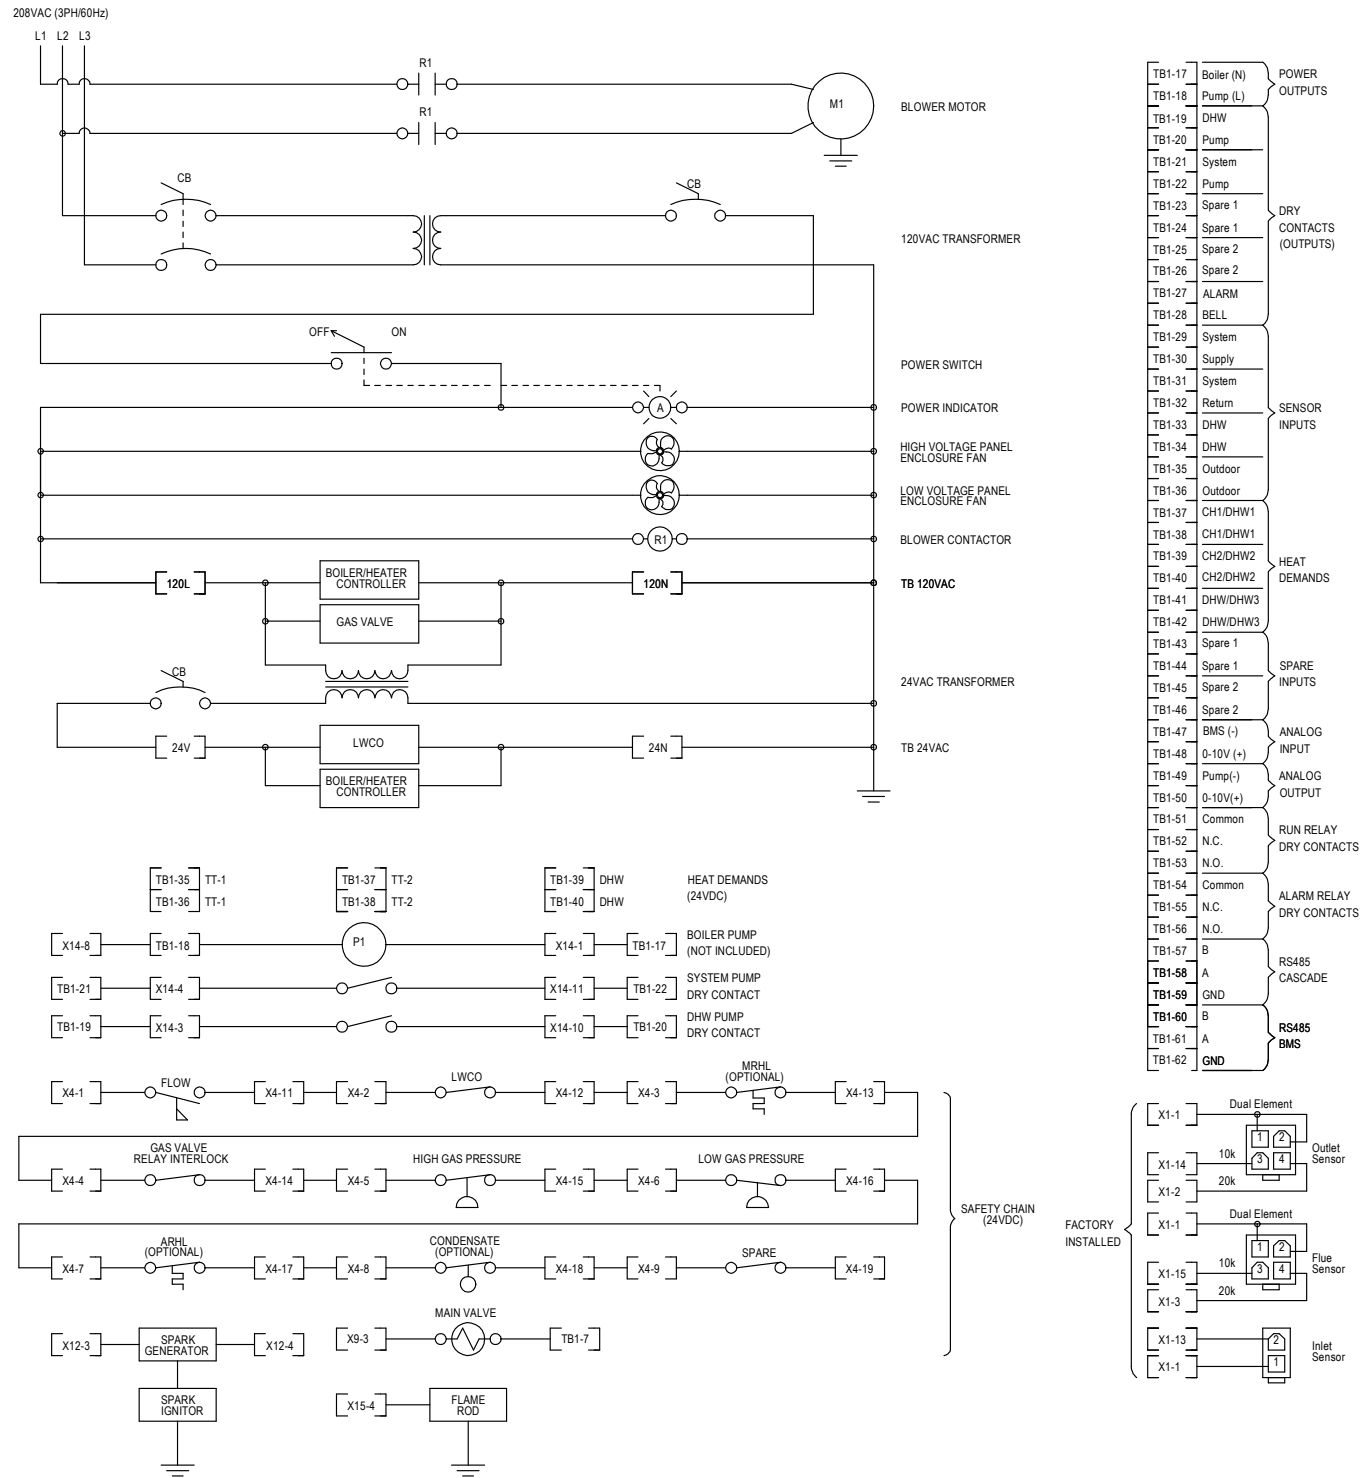 208VAC (3PH/60Hz)
L1 L2 L3
R1
M1
BLOWER MOTOR
R1
CB
CB
120VAC TRANSFORMER
OFF ON
POWER SWITCH
A
POWER INDICATOR
HIGH VOLTAGE PANEL
ENCLOSURE FAN
LOW VOLTAGE PANEL
ENCLOSURE FAN
R1
BLOWER CONTACTOR
120L
BOILER/HEATER
CONTROLLER
120N
TB 120VAC
GAS VALVE
CB
24VAC TRANSFORMER
24V
LWCO
24N
TB 24VAC
BOILER/HEATER
CONTROLLER
TB1-35 TT-1
TB1-36 TT-1
TB1-37 TT-2
TB1-38 TT-2
TB1-39 DHW
TB1-40 DHW
HEAT DEMANDS
(24VDC)
X14-8 TB1-18 P1 X14-1 TB1-17
BOILER PUMP
(NOT INCLUDED)
TB1-21 X14-4 X14-11 TB1-22
SYSTEM PUMP
DRY CONTACT
TB1-19 X14-3 X14-10 TB1-20
DHW PUMP
DRY CONTACT
X4-1 FLOW X4-11 X4-2 LWCO X4-12 X4-3
MRHL
(OPTIONAL)
X4-13
X4-4
GAS VALVE
RELAY INTERLOCK
X4-14 X4-5 HIGH GAS PRESSURE X4-15 X4-6 LOW GAS PRESSURE X4-16
SAFETY CHAIN
(24VDC)
X4-7
ARHL
(OPTIONAL)
X4-17 X4-8
CONDENSATE
(OPTIONAL)
X4-18 X4-9 SPARE X4-19
X12-3
SPARK
GENERATOR
X12-4
X9-3 MAIN VALVE TB1-7
SPARK
IGNITOR
X15-4
FLAME
ROD
TB1-17 Boiler (N)
TB1-18 Pump (L)
POWER
OUTPUTS
TB1-19 DHW
TB1-20 Pump
TB1-21 System
TB1-22 Pump
TB1-23 Spare 1
TB1-24 Spare 1
TB1-25 Spare 2
TB1-26 Spare 2
TB1-27 ALARM
TB1-28 BELL
DRY
CONTACTS
(OUTPUTS)
TB1-29 System
TB1-30 Supply
TB1-31 System
TB1-32 Return
TB1-33 DHW
TB1-34 DHW
TB1-35 Outdoor
TB1-36 Outdoor
SENSOR
INPUTS
TB1-37 CH1/DHW1
TB1-38 CH1/DHW1
TB1-39 CH2/DHW2
TB1-40 CH2/DHW2
TB1-41 DHW/DHW3
TB1-42 DHW/DHW3
HEAT
DEMANDS
TB1-43 Spare 1
TB1-44 Spare 1
TB1-45 Spare 2
TB1-46 Spare 2
SPARE
INPUTS
TB1-47 BMS (-)
TB1-48 0-10V (+)
ANALOG
INPUT
TB1-49 Pump(-)
TB1-50 0-10V(+)
ANALOG
OUTPUT
TB1-51 Common
TB1-52 N.C.
TB1-53 N.O.
RUN RELAY
DRY CONTACTS
TB1-54 Common
TB1-55 N.C.
TB1-56 N.O.
ALARM RELAY
DRY CONTACTS
TB1-57 B
TB1-58 A
TB1-59 GND
RS485
CASCADE
TB1-60 B
TB1-61 A
TB1-62 GND
RS485
BMS
FACTORY
INSTALLED
X1-1 Dual Element
1 2
X1-14 10k 3 4
X1-2 20k
Outlet
Sensor
X1-1 Dual Element
1 2
X1-15 10k 3 4
X1-3 20k
Flue
Sensor
X1-13 2
X1-1 1
Inlet
Sensor